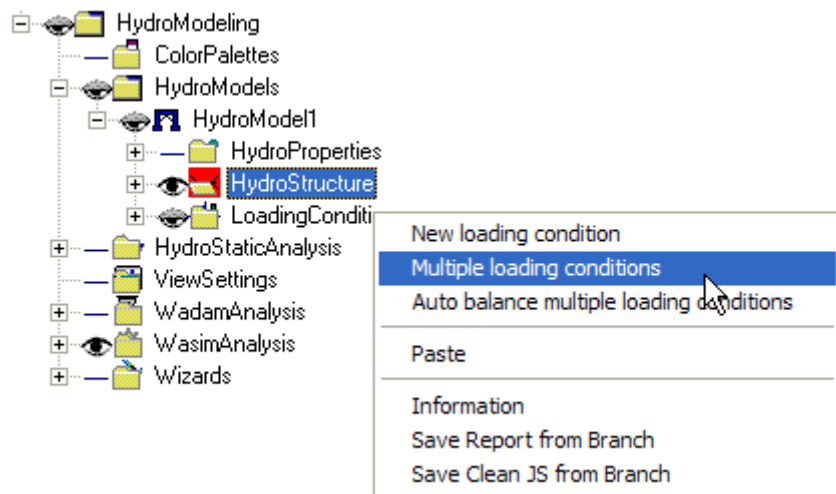 HydroModeling
ColorPalettes
HydroModels
HydroModel1
HydroProperties
HydroStructure
LoadingConditi
HydroStaticAnalysis
ViewSettings
WadamAnalysis
WasimAnalysis
Wizards
New loading condition
Multiple loading conditions
Auto balance multiple loading conditions
Paste
Information
Save Report from Branch
Save Clean JS from Branch